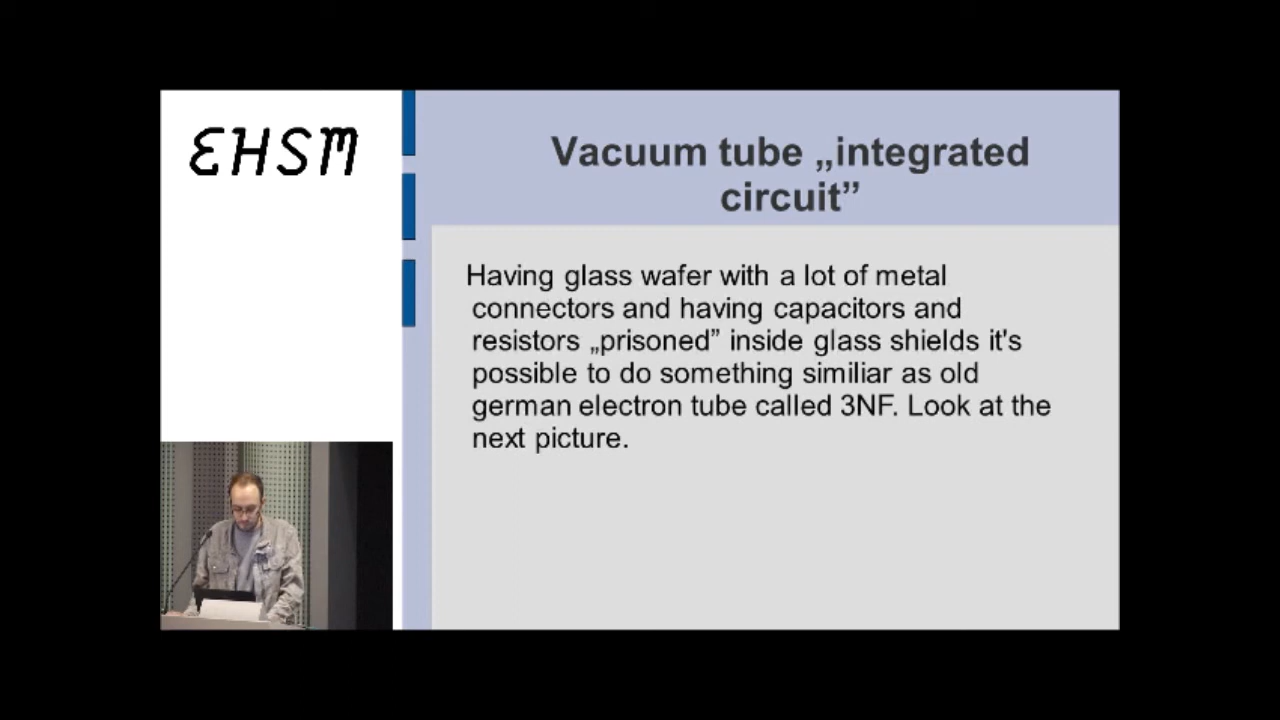 EHSM
Vacuum tube „integrated
circuit”
Having glass wafer with a lot of metal
connectors and having capacitors and
resistors „prisoned” inside glass shields it's
possible to do something similiar as old
german electron tube called 3NF. Look at the
next picture.